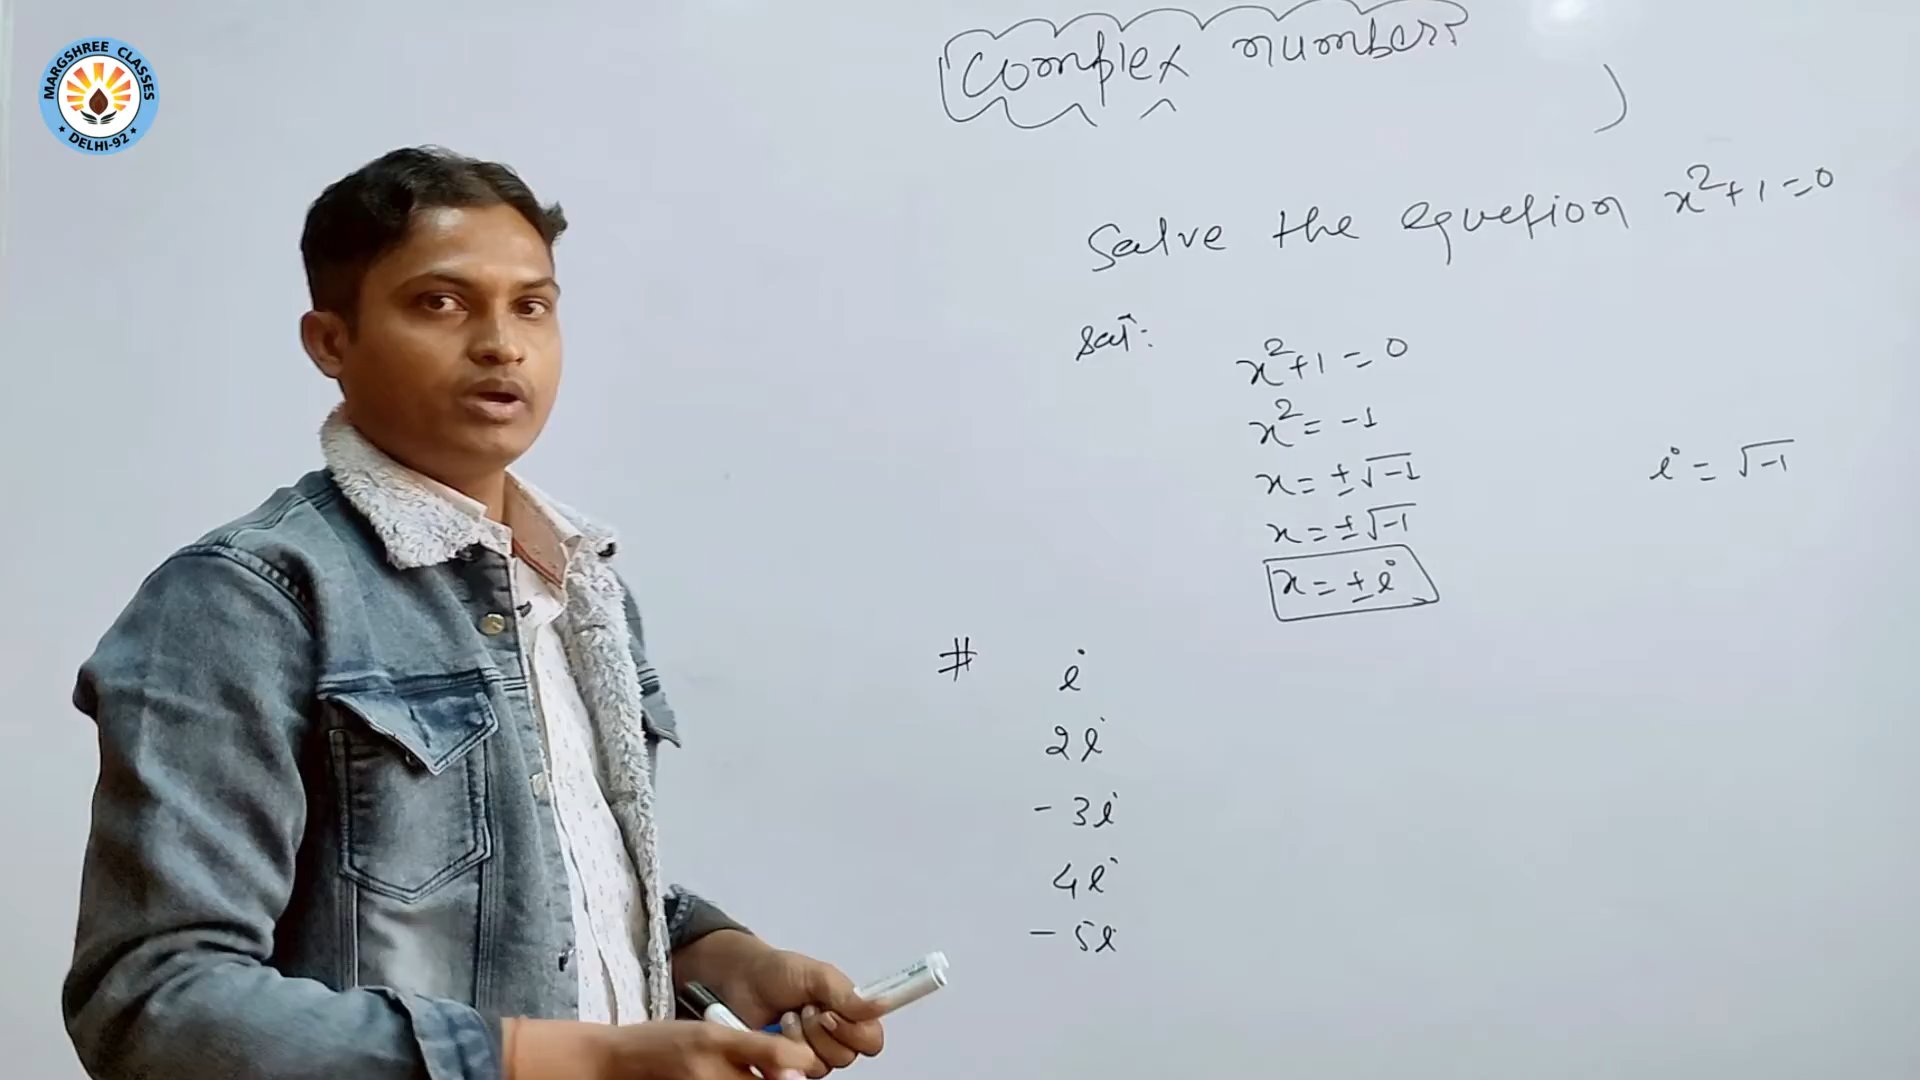 MARGSHREE CLASSES
DELHI-92
Complex numbers
Solve the equation x²+1=0
Sol:
x²+1=0
x²=-1
x=±√-1
i=√-1
x=±√-1
x=±i
# i
2i
-3i
4i
-5i